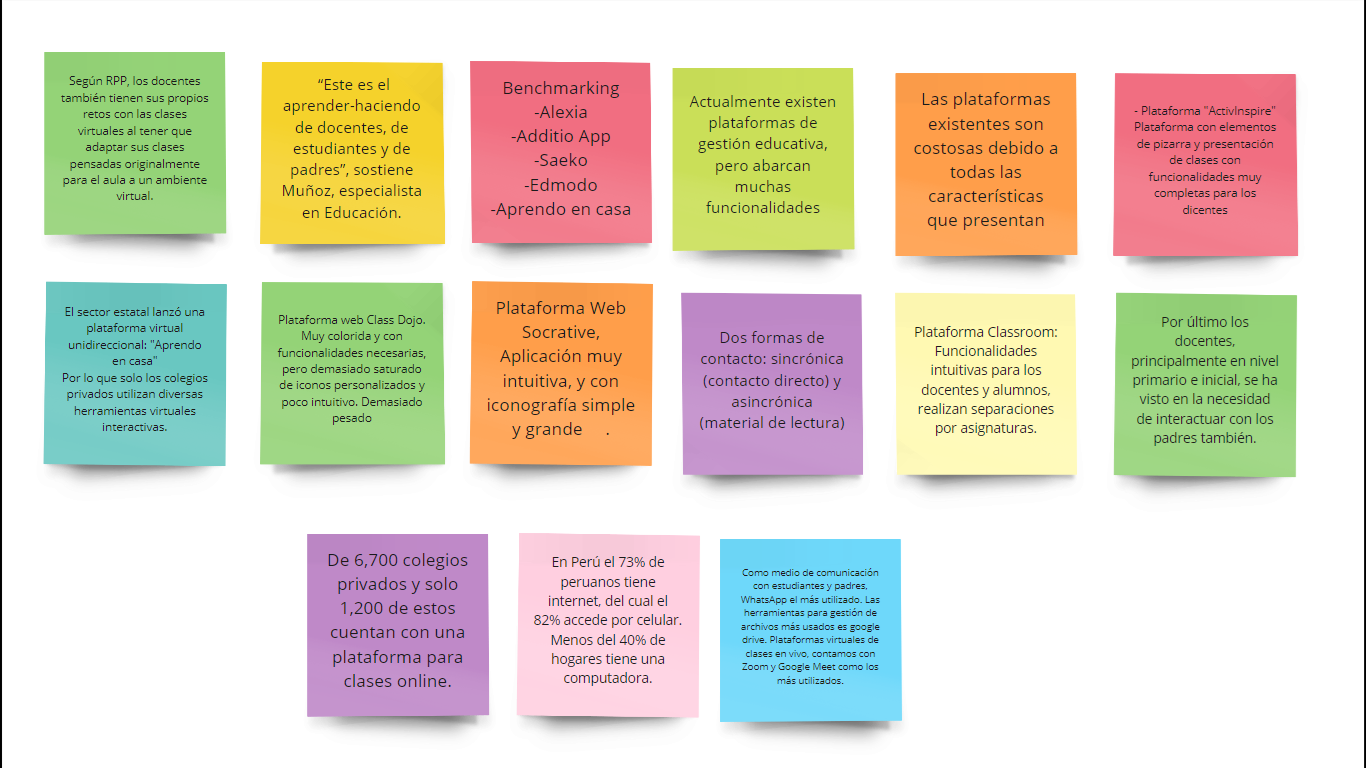 Según RPP, los docentes
también tienen sus propios
retos con las clases
virtuales al tener que
adaptar sus clases
pensadas originalmente
para el aula a un ambiente
virtual.
“Este es el
aprender-haciendo
de docentes, de
estudiantes y de
padres”, sostiene
Muñoz, especialista
en Educación.
Benchmarking
-Alexia
-Additio App
-Saeko
-Edmodo
-Aprendo en casa
Actualmente existen
plataformas de
gestión educativa,
pero abarcan
muchas
funcionalidades
Las plataformas
existentes son
costosas debido a
todas las
características
que presentan
- Plataforma "ActivInspire"
Plataforma con elementos
de pizarra y presentación
de clases con
funcionalidades muy
completas para los
dicentes
El sector estatal lanzó una
plataforma virtual
unidireccional: "Aprendo
en casa"
Por lo que solo los colegios
privados utilizan diversas
herramientas virtuales
interactivas.
Plataforma web Class Dojo.
Muy colorida y con
funcionalidades necesarias,
pero demasiado saturado
de iconos personalizados y
poco intuitivo. Demasiado
pesado
Plataforma Web
Socrative,
Aplicación muy
intuitiva, y con
iconografía simple
y grande .
Dos formas de
contacto: sincrónica
(contacto directo) y
asincrónica
(material de lectura)
Plataforma Classroom:
Funcionalidades
intuitivas para los
docentes y alumnos,
realizan separaciones
por asignaturas.
Por último los
docentes,
principalmente en nivel
primario e inicial, se ha
visto en la necesidad
de interactuar con los
padres también.
De 6,700 colegios
privados y solo
1,200 de estos
cuentan con una
plataforma para
clases online.
En Perú el 73% de
peruanos tiene
internet, del cual el
82% accede por celular.
Menos del 40% de
hogares tiene una
computadora.
Como medio de comunicación
con estudiantes y padres,
WhatsApp el más utilizado. Las
herramientas para gestión de
archivos más usados es google
drive. Plataformas virtuales de
clases en vivo, contamos con
Zoom y Google Meet como los
más utilizados.